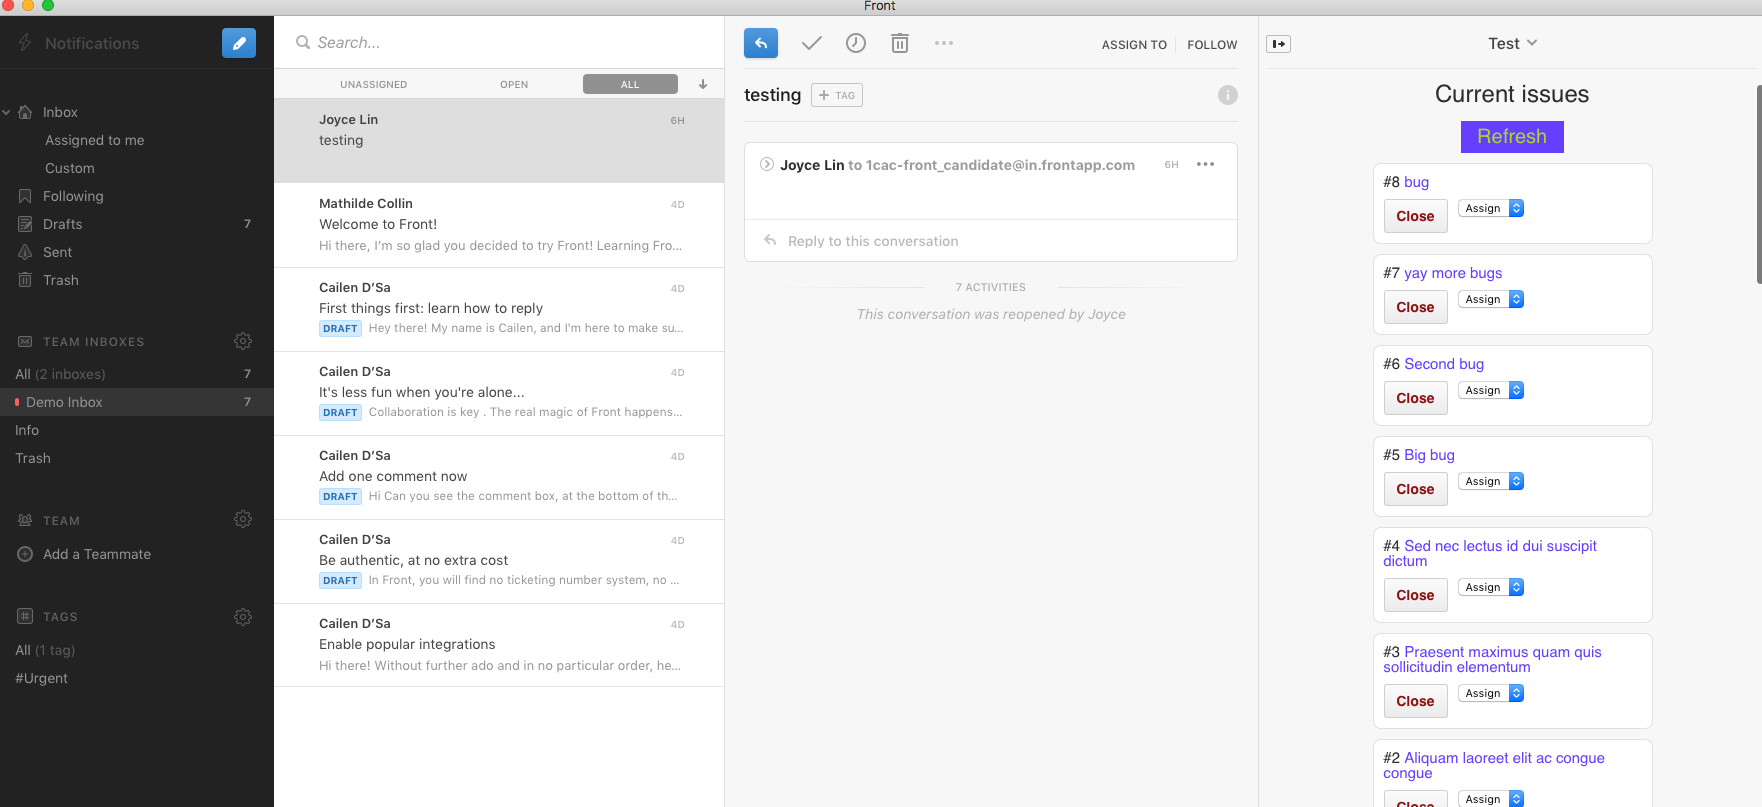 Front
Notifications
Inbox
Assigned to me
Custom
Following
Drafts 7
Sent
Trash
TEAM INBOXES
All (2 inboxes) 7
Demo Inbox 7
Info
Trash
TEAM
Add a Teammate
TAGS
All (1 tag)
#Urgent
Search...
UNASSIGNED OPEN ALL
Joyce Lin 6H
testing
Mathilde Collin 4D
Welcome to Front!
Hi there, I'm so glad you decided to try Front! Learning Fro...
Cailen D'Sa 4D
First things first: learn how to reply
DRAFT Hey there! My name is Cailen, and I'm here to make su...
Cailen D'Sa 4D
It's less fun when you're alone...
DRAFT Collaboration is key . The real magic of Front happens...
Cailen D'Sa 4D
Add one comment now
DRAFT Hi Can you see the comment box, at the bottom of th...
Cailen D'Sa 4D
Be authentic, at no extra cost
DRAFT In Front, you will find no ticketing number system, no ...
Cailen D'Sa 4D
Enable popular integrations
Hi there! Without further ado and in no particular order, he...
ASSIGN TO FOLLOW
testing + TAG
Joyce Lin to 1cac-front_candidate@in.frontapp.com 6H
Reply to this conversation
7 ACTIVITIES
This conversation was reopened by Joyce
Test
Current issues
Refresh
#8 bug
Close Assign
#7 yay more bugs
Close Assign
#6 Second bug
Close Assign
#5 Big bug
Close Assign
#4 Sed nec lectus id dui suscipit
dictum
Close Assign
#3 Praesent maximus quam quis
sollicitudin elementum
Close Assign
#2 Aliquam laoreet elit ac congue
congue
Close Assign